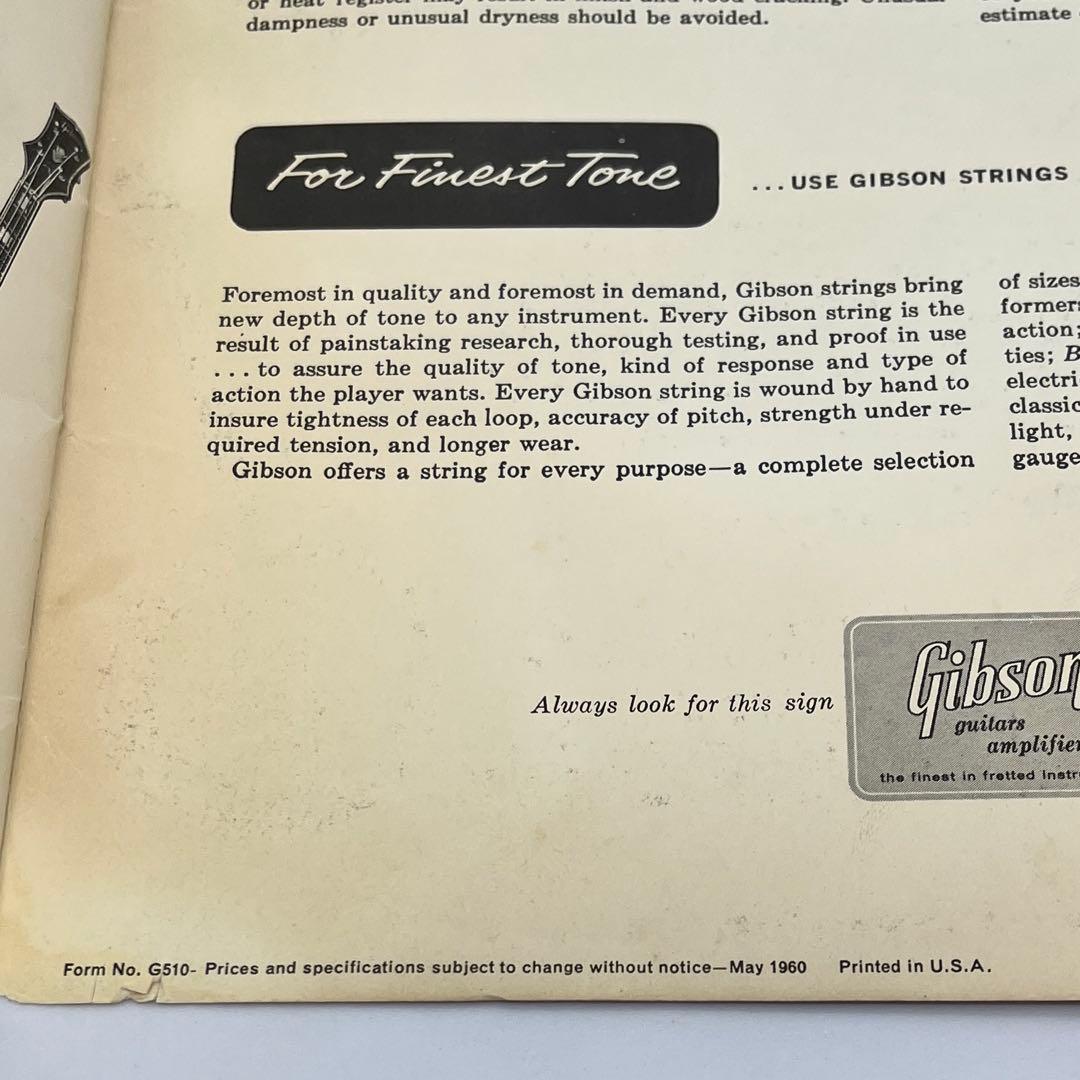 dampness or unusual dryness should be avoided.
estimate
For Finest Tone
...USE GIBSON STRINGS
Foremost in quality and foremost in demand, Gibson strings bring
new depth of tone to any instrument. Every Gibson string is the
result of painstaking research, thorough testing, and proof in use
...to assure the quality of tone, kind of response and type of
action the player wants. Every Gibson string is wound by hand to
insure tightness of each loop, accuracy of pitch, strength under re-
quired tension, and longer wear.
Gibson offers a string for every purpose—a complete selection
of sizes
former
action;
ties; B
electri
classic
light,
gauge
Always look for this sign
Gibson
guitars
amplifier
the finest in fretted instr
Form No. G510- Prices and specifications subject to change without notice—May 1960 Printed in U.S.A.